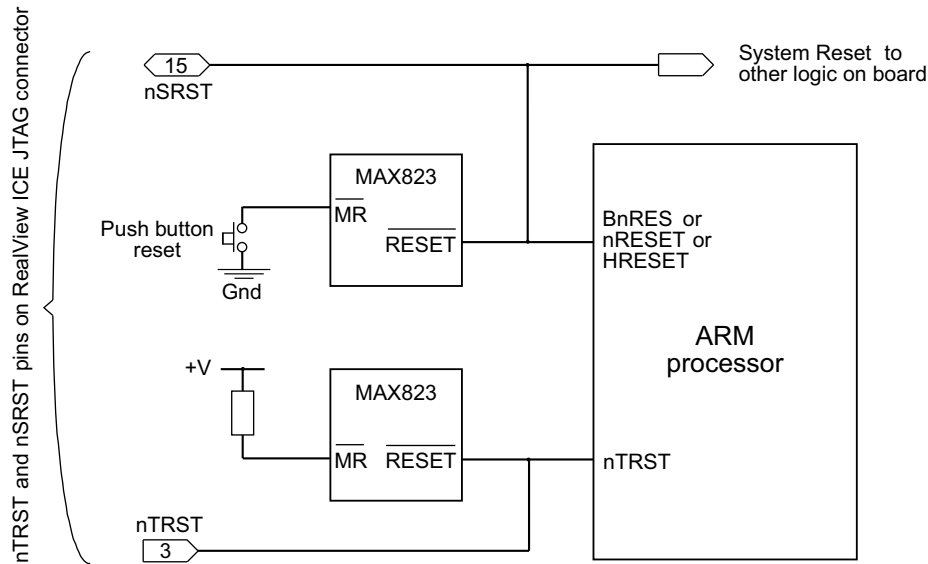 nTRST and nSRST pins on RealView ICE JTAG connector
15
nSRST
System Reset to
other logic on board
MAX823
MR
RESET
Push button
reset
Gnd
BnRES or
nRESET or
HRESET
ARM
processor
+V
MAX823
MR
RESET
nTRST
nTRST
3